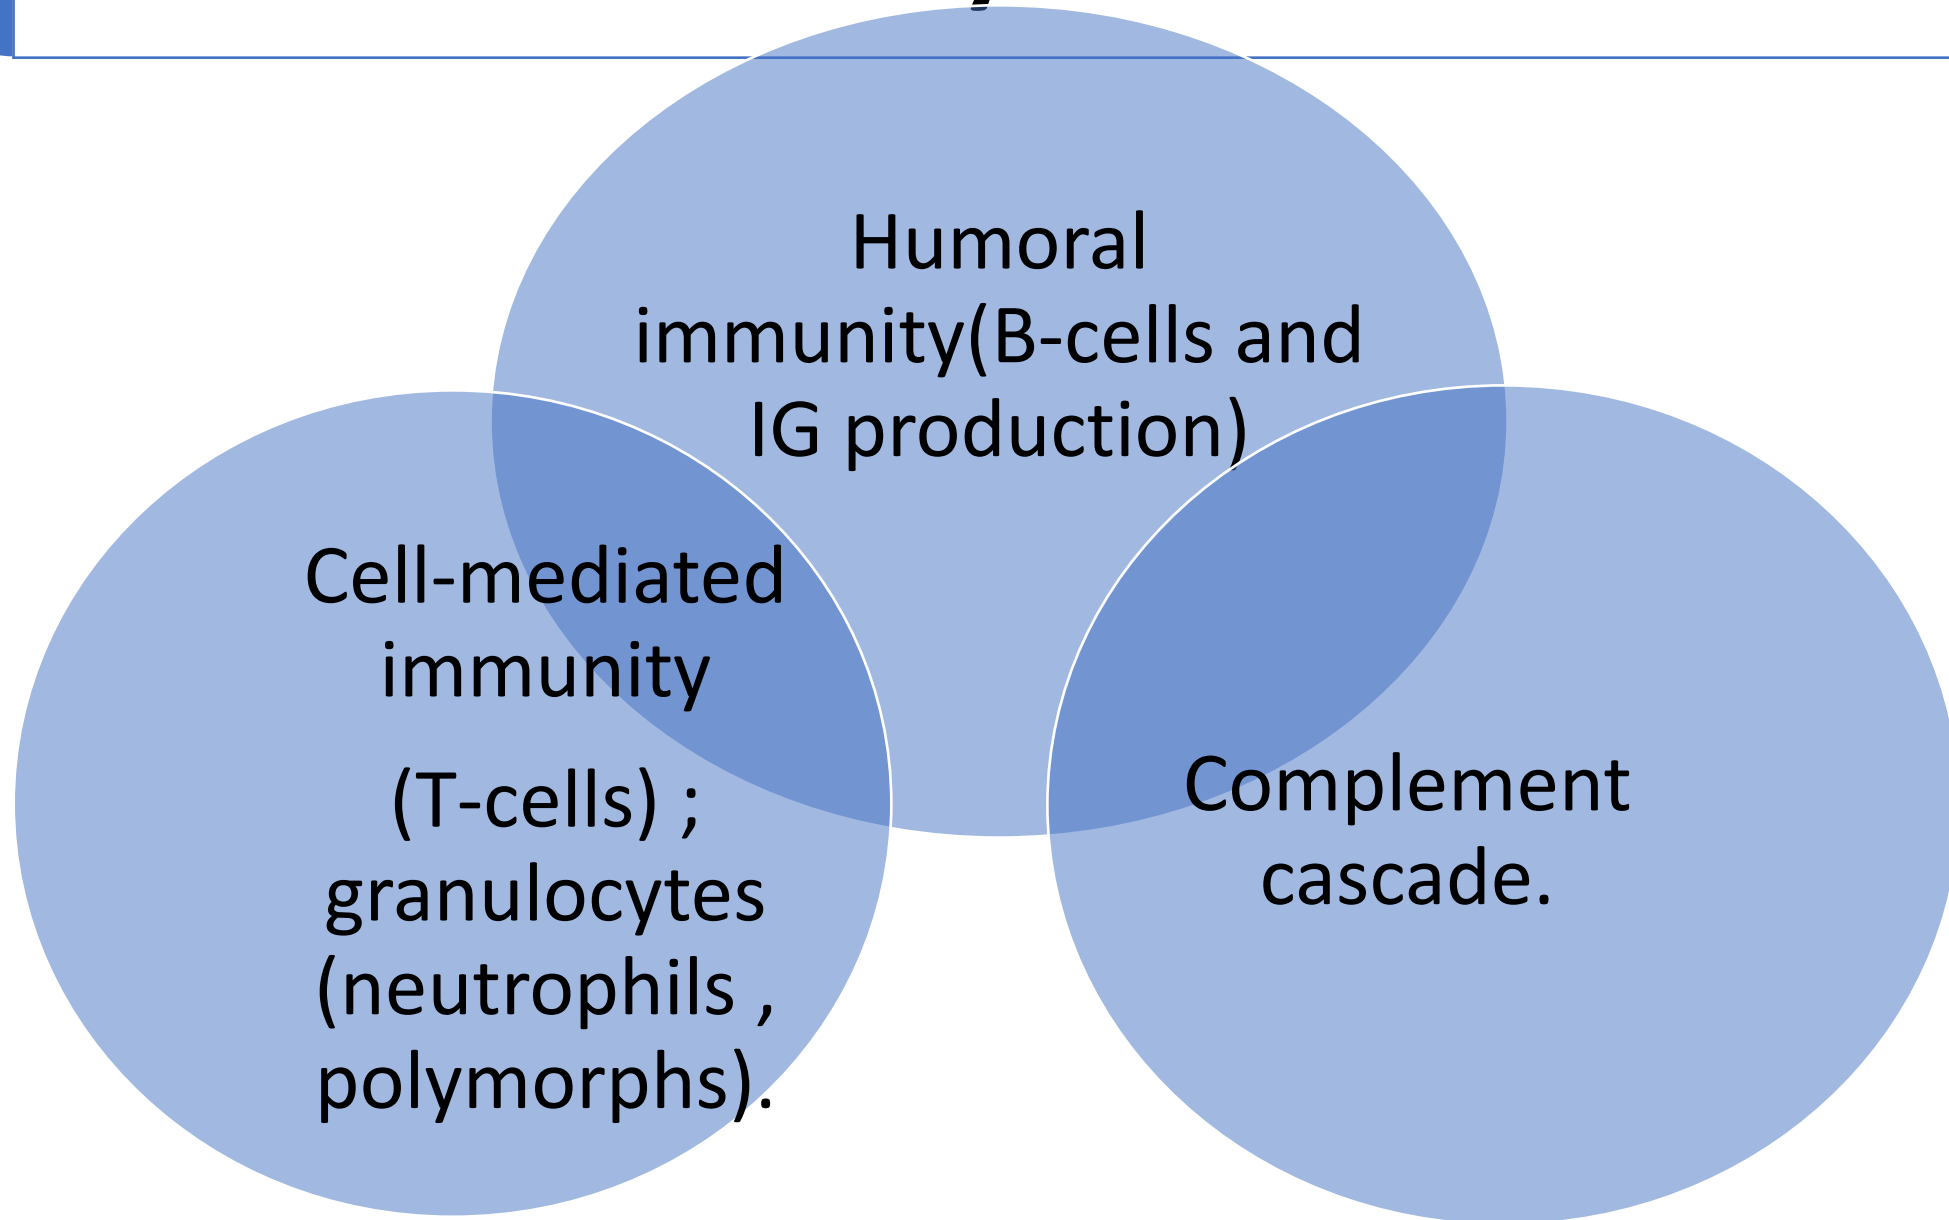 Humoral
immunity(B-cells and
IG production)
Cell-mediated
immunity
(T-cells) ;
granulocytes
(neutrophils ,
polymorphs).
Complement
cascade.